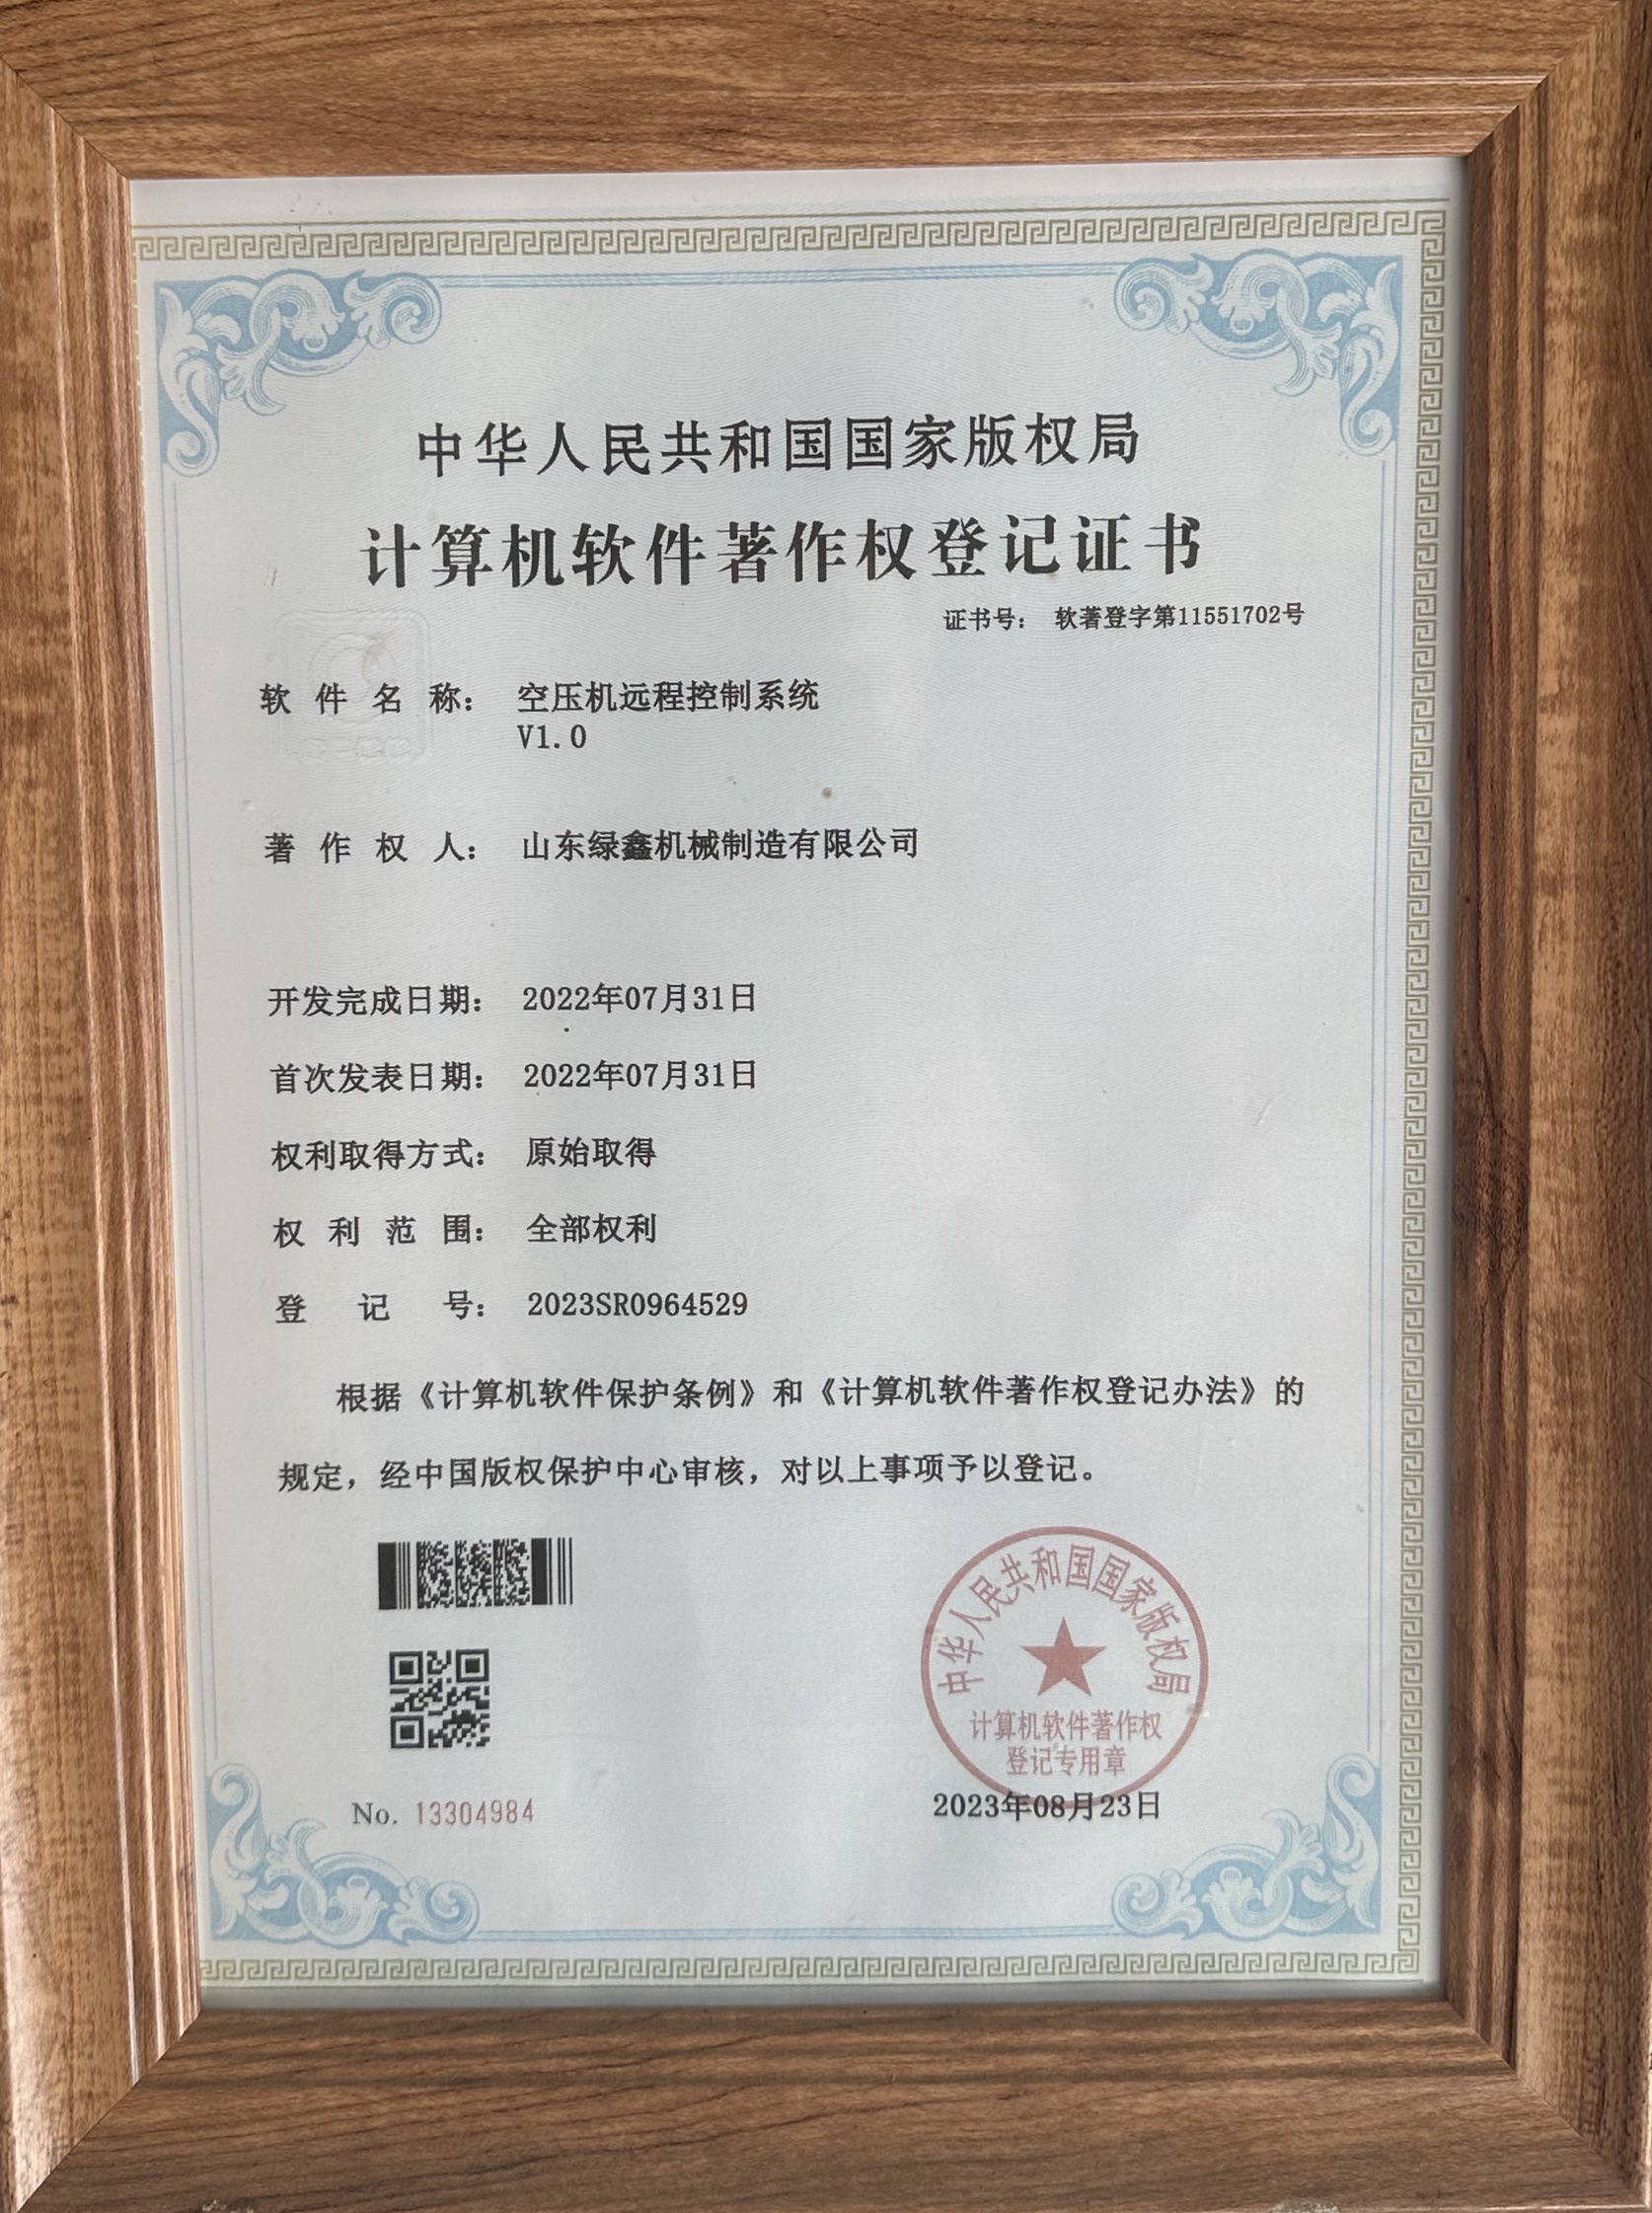 中华人民共和国国家版权局
计算机软件著作权登记证书
证书号： 软著登字第11551702号
软件名称： 空压机远程控制系统
V1.0
著作权人： 山东绿鑫机械制造有限公司
开发完成日期： 2022年07月31日
首次发表日期： 2022年07月31日
权利取得方式： 原始取得
权利范围： 全部权利
登记号： 2023SR0964529
根据《计算机软件保护条例》和《计算机软件著作权登记办法》的
规定，经中国版权保护中心审核，对以上事项予以登记。
中华人民共和国国家版权局
计算机软件著作权
登记专用章
No. 13304984
2023年08月23日